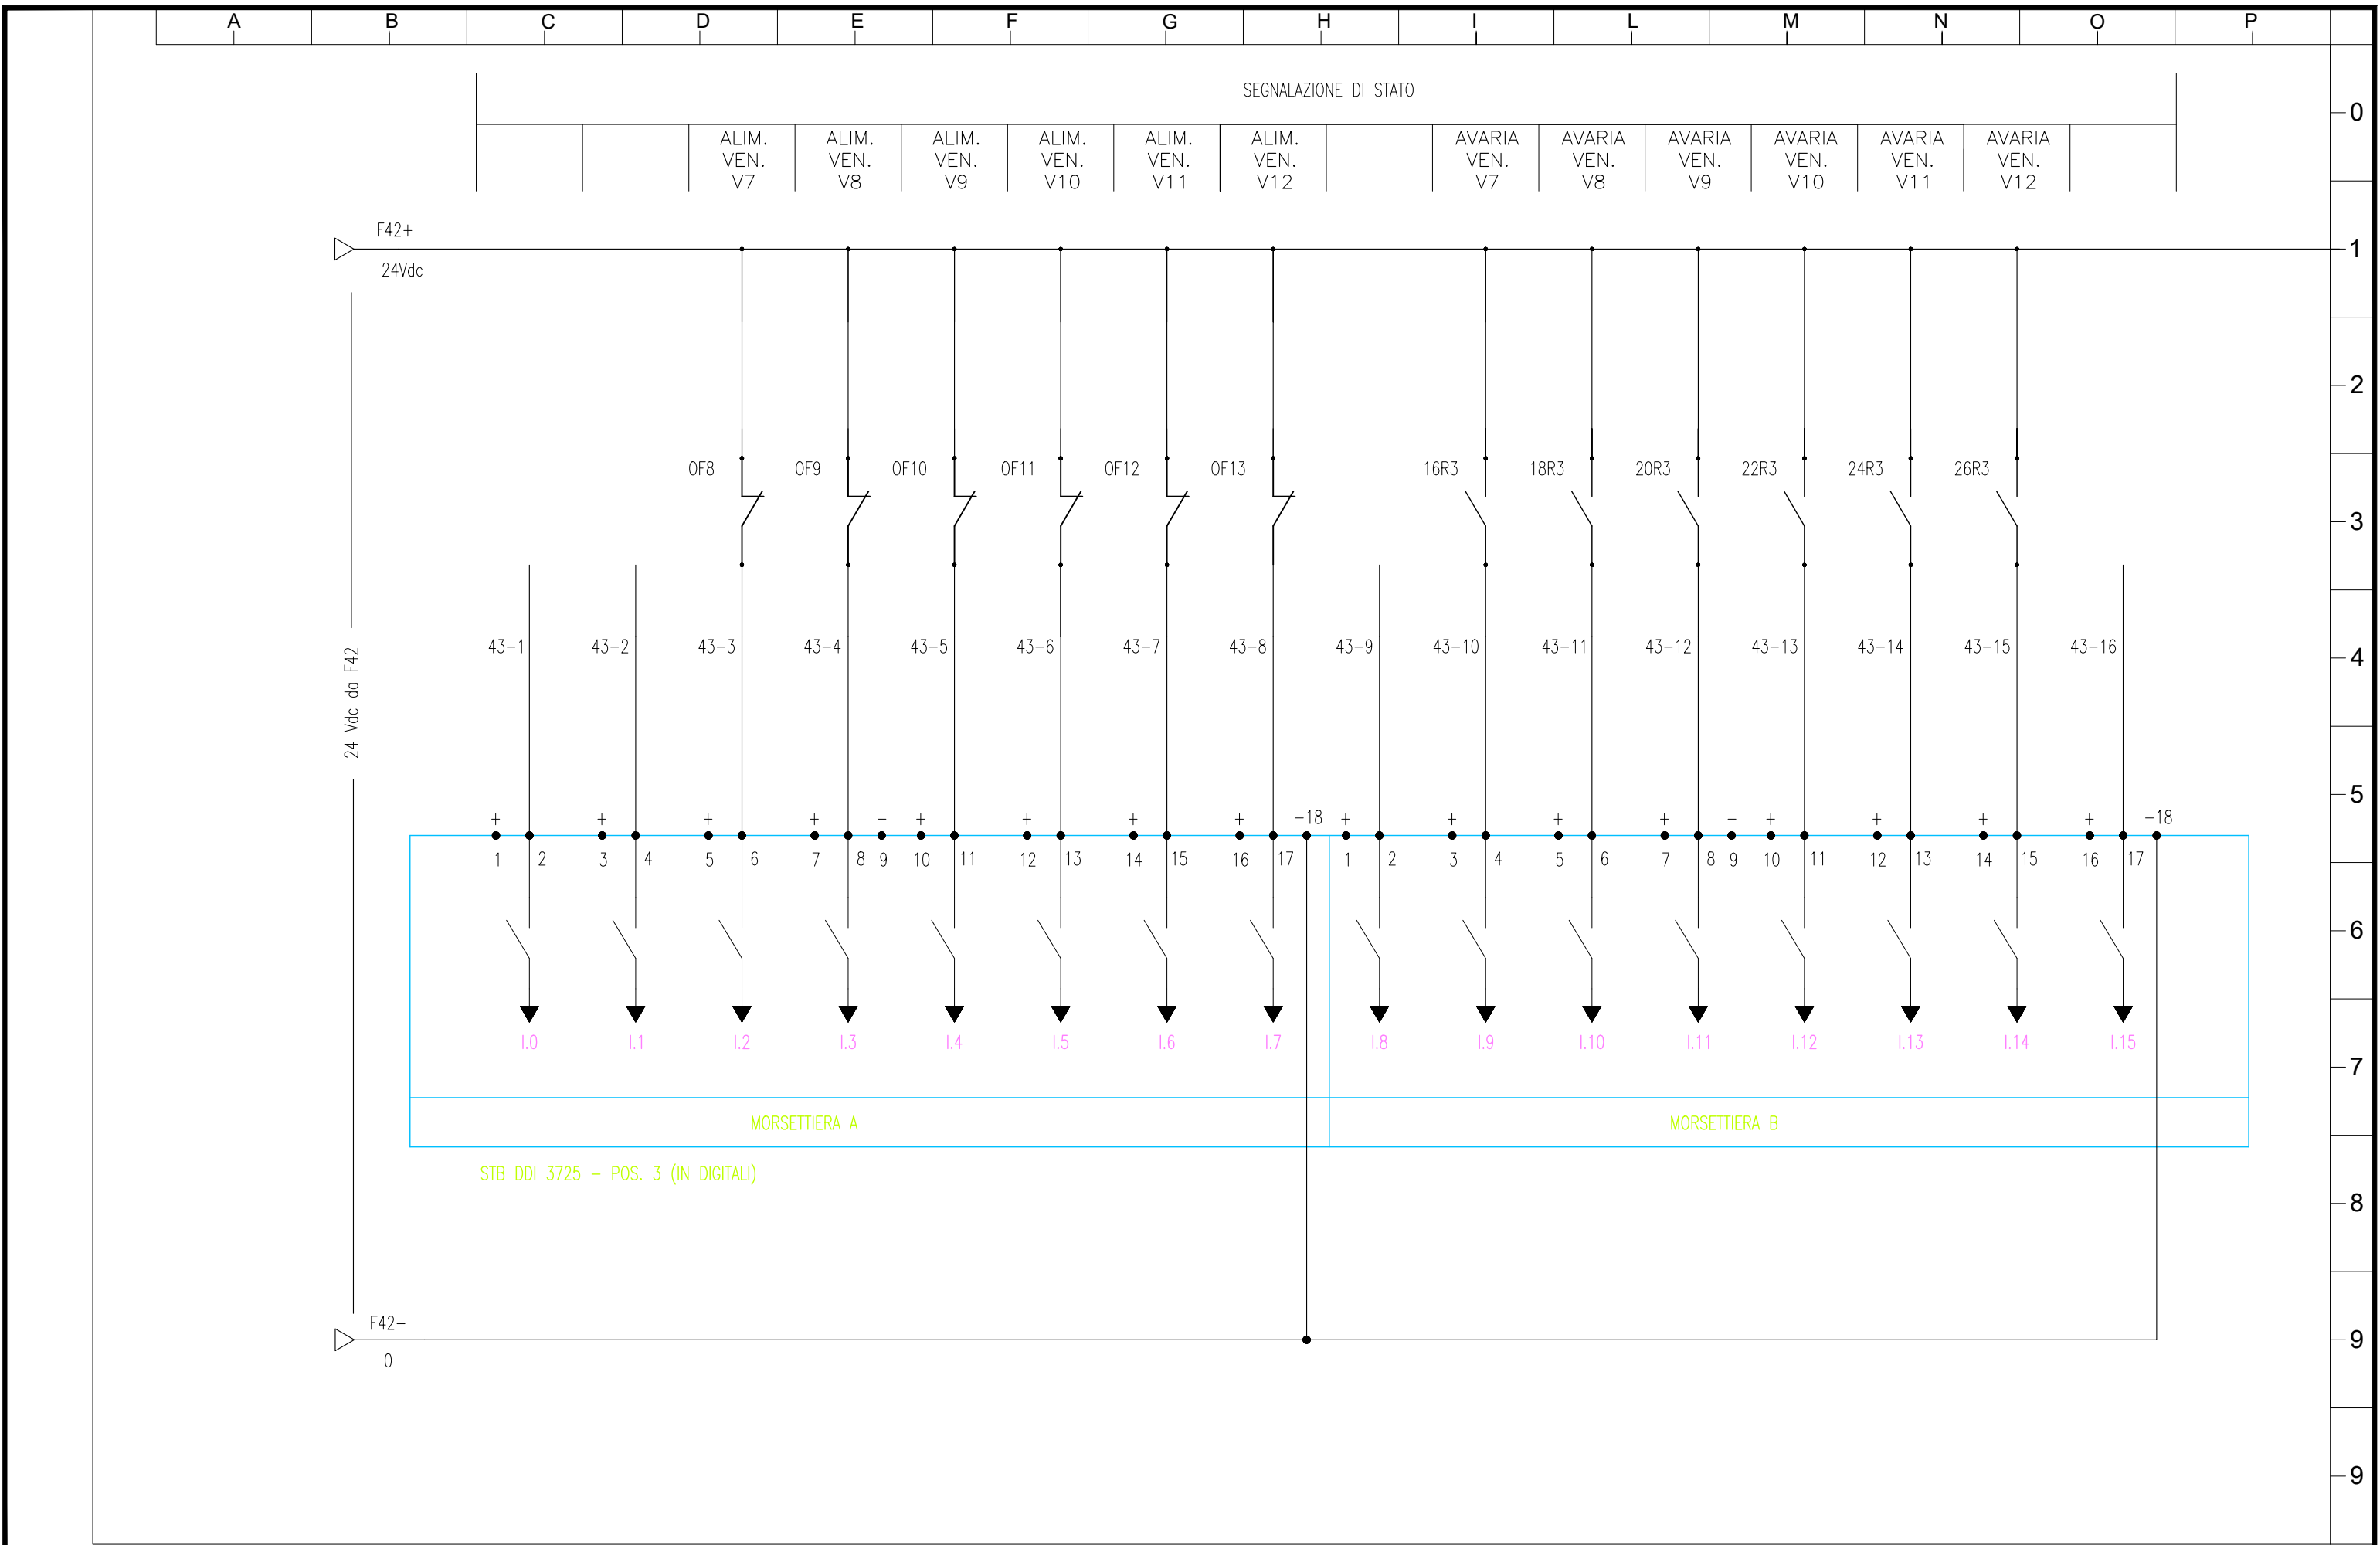 A B C D E F G H I L M N O P
SEGNALAZIONE DI STATO
0
ALIM. ALIM. ALIM. ALIM. ALIM. ALIM. AVARIA AVARIA AVARIA AVARIA AVARIA AVARIA
VEN. VEN. VEN. VEN. VEN. VEN. VEN. VEN. VEN. VEN. VEN. VEN.
V7 V8 V9 V10 V11 V12 V7 V8 V9 V10 V11 V12
F42+
1
24Vdc
2
OF8 OF9 OF10 OF11 OF12 OF13 16R3 18R3 20R3 22R3 24R3 26R3
3
43-1 43-2 43-3 43-4 43-5 43-6 43-7 43-8 43-9 43-10 43-11 43-12 43-13 43-14 43-15 43-16
4
24 Vdc da F42
5
+ + + + - + + + + -18 + + + + - + + + + -18
1 2 3 4 5 6 7 8 9 10 11 12 13 14 15 16 17 1 2 3 4 5 6 7 8 9 10 11 12 13 14 15 16 17
6
I.0 I.1 I.2 I.3 I.4 I.5 I.6 I.7 I.8 I.9 I.10 I.11 I.12 I.13 I.14 I.15
7
MORSETTIERA A MORSETTIERA B
STB DDI 3725 - POS. 3 (IN DIGITALI)
8
F42-
9
0
9